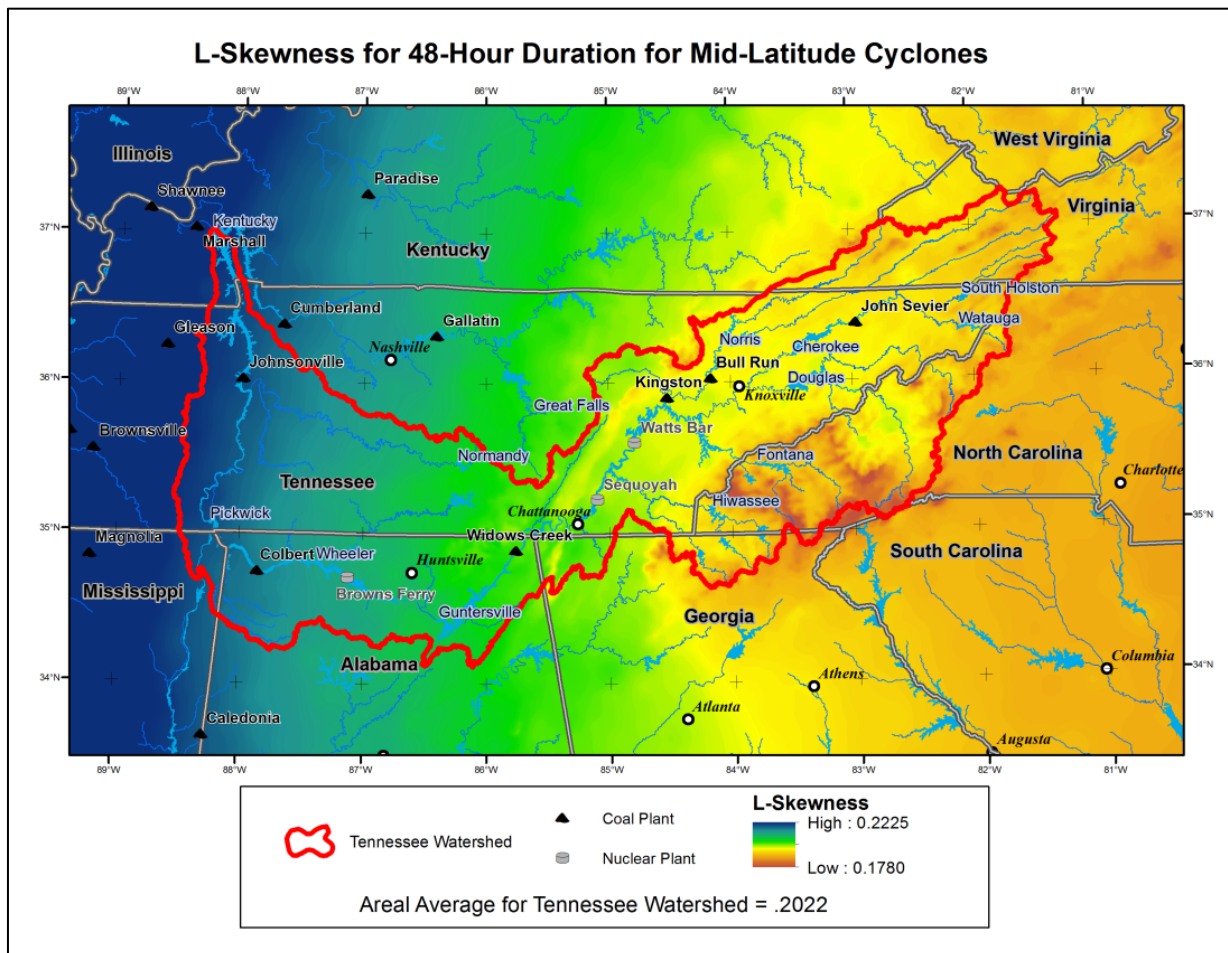 L-Skewness for 48-Hour Duration for Mid-Latitude Cyclones
89°W 88°W 87°W 86°W 85°W 84°W 83°W 82°W 81°W
West Virginia
Illinois
Paradise
Shawnee
Virginia
37°N 37°N
Kentucky
Marshall
Kentucky
South Holston
Cumberland
John Sevier
Watauga
Gallatin
Gleason
Norris
Cherokee
Nashville
Johnsonville
Bull Run
36°N 36°N
Douglas
Kingston
Knoxville
Great Falls
Brownsville
Watts Bar
Normandy
Fontana
North Carolina
Charlotte
Tennessee
Sequoyah
Hiwassee
Pickwick
Chattanooga
35°N 35°N
Magnolia
Widows Creek
Colbert
Wheeler
Huntsville
South Carolina
Mississippi
Browns Ferry
Guntersville
Georgia
Alabama
Columbia
34°N 34°N
Athens
Atlanta
Caledonia
Augusta
89°W 88°W 87°W 86°W 85°W 84°W 83°W 82°W 81°W
L-Skewness
Tennessee Watershed
Coal Plant
Nuclear Plant
High : 0.2225
Low : 0.1780
Areal Average for Tennessee Watershed = .2022